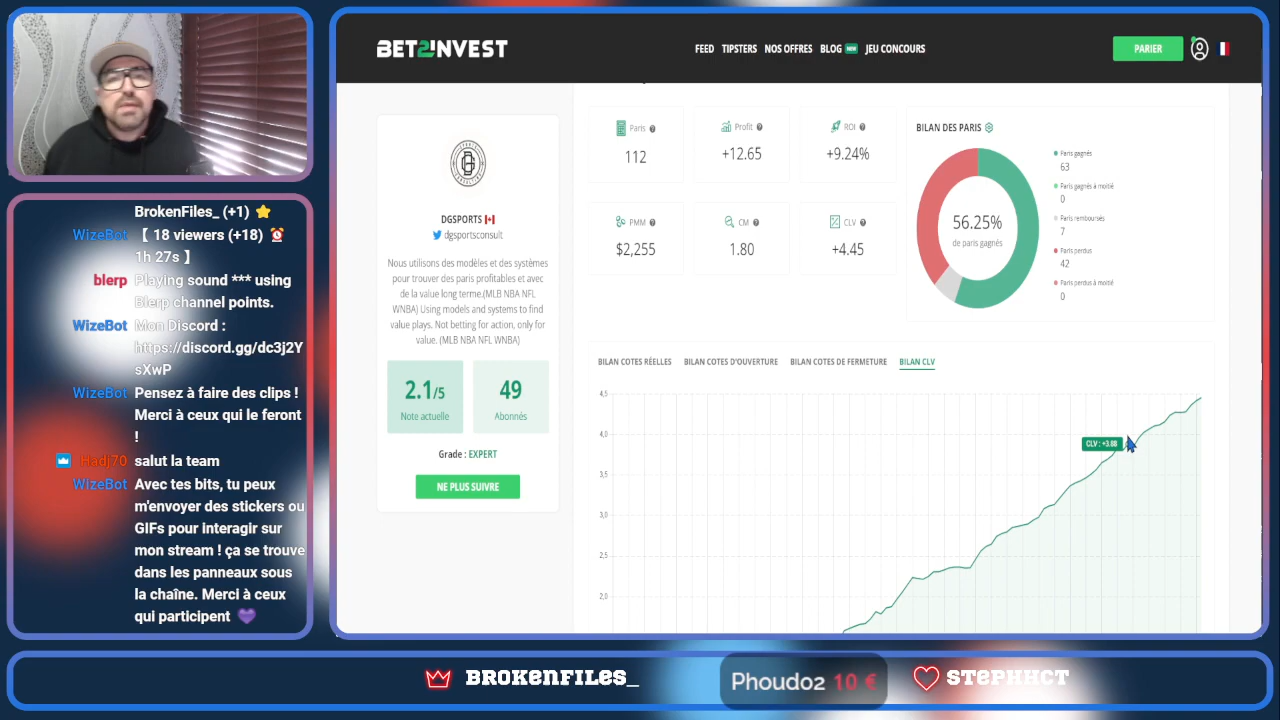 BET2INVEST
FEED TIPSTERS NOS OFFRES BLOG NEW JEU CONCOURS
PARIER
BrokenFiles_ (+1) ⭐
WizeBot 【 18 viewers (+18) ⏰
1h 27s 】
blerp Playing sound *** using
Blerp channel points.
WizeBot Mon Discord :
https://discord.gg/dc3j2Y
sXwP
WizeBot Pensez à faire des clips !
Merci à ceux qui le feront
!
Hadj70 salut la team
WizeBot Avec tes bits, tu peux
m'envoyer des stickers ou
GIFs pour interagir sur
mon stream ! ça se trouve
dans les panneaux sous
la chaîne. Merci à ceux
qui participent 💜
DGSPORTS
dgsportsconsult
Nous utilisons des modèles et des systèmes
pour trouver des paris profitables et avec
de la value long terme.(MLB NBA NFL
WNBA) Using models and systems to find
value plays. Not betting for action, only for
value. (MLB NBA NFL WNBA)
2.1/5
Note actuelle
49
Abonnés
Grade : EXPERT
NE PLUS SUIVRE
Paris
112
Profit
+12.65
ROI
+9.24%
PMM
$2,255
CM
1.80
CLV
+4.45
BILAN DES PARIS
56.25%
de paris gagnés
Paris gagnés
63
Paris gagnés à moitié
0
Paris remboursés
7
Paris perdus
42
Paris perdus à moitié
0
BILAN COTES RÉELLES BILAN COTES D'OUVERTURE BILAN COTES DE FERMETURE BILAN CLV
4,5
4,0
3,5
3,0
2,5
2,0
CLV : +3.88
BROKENFILES_
Phoudo2 10 €
STEPHHCT